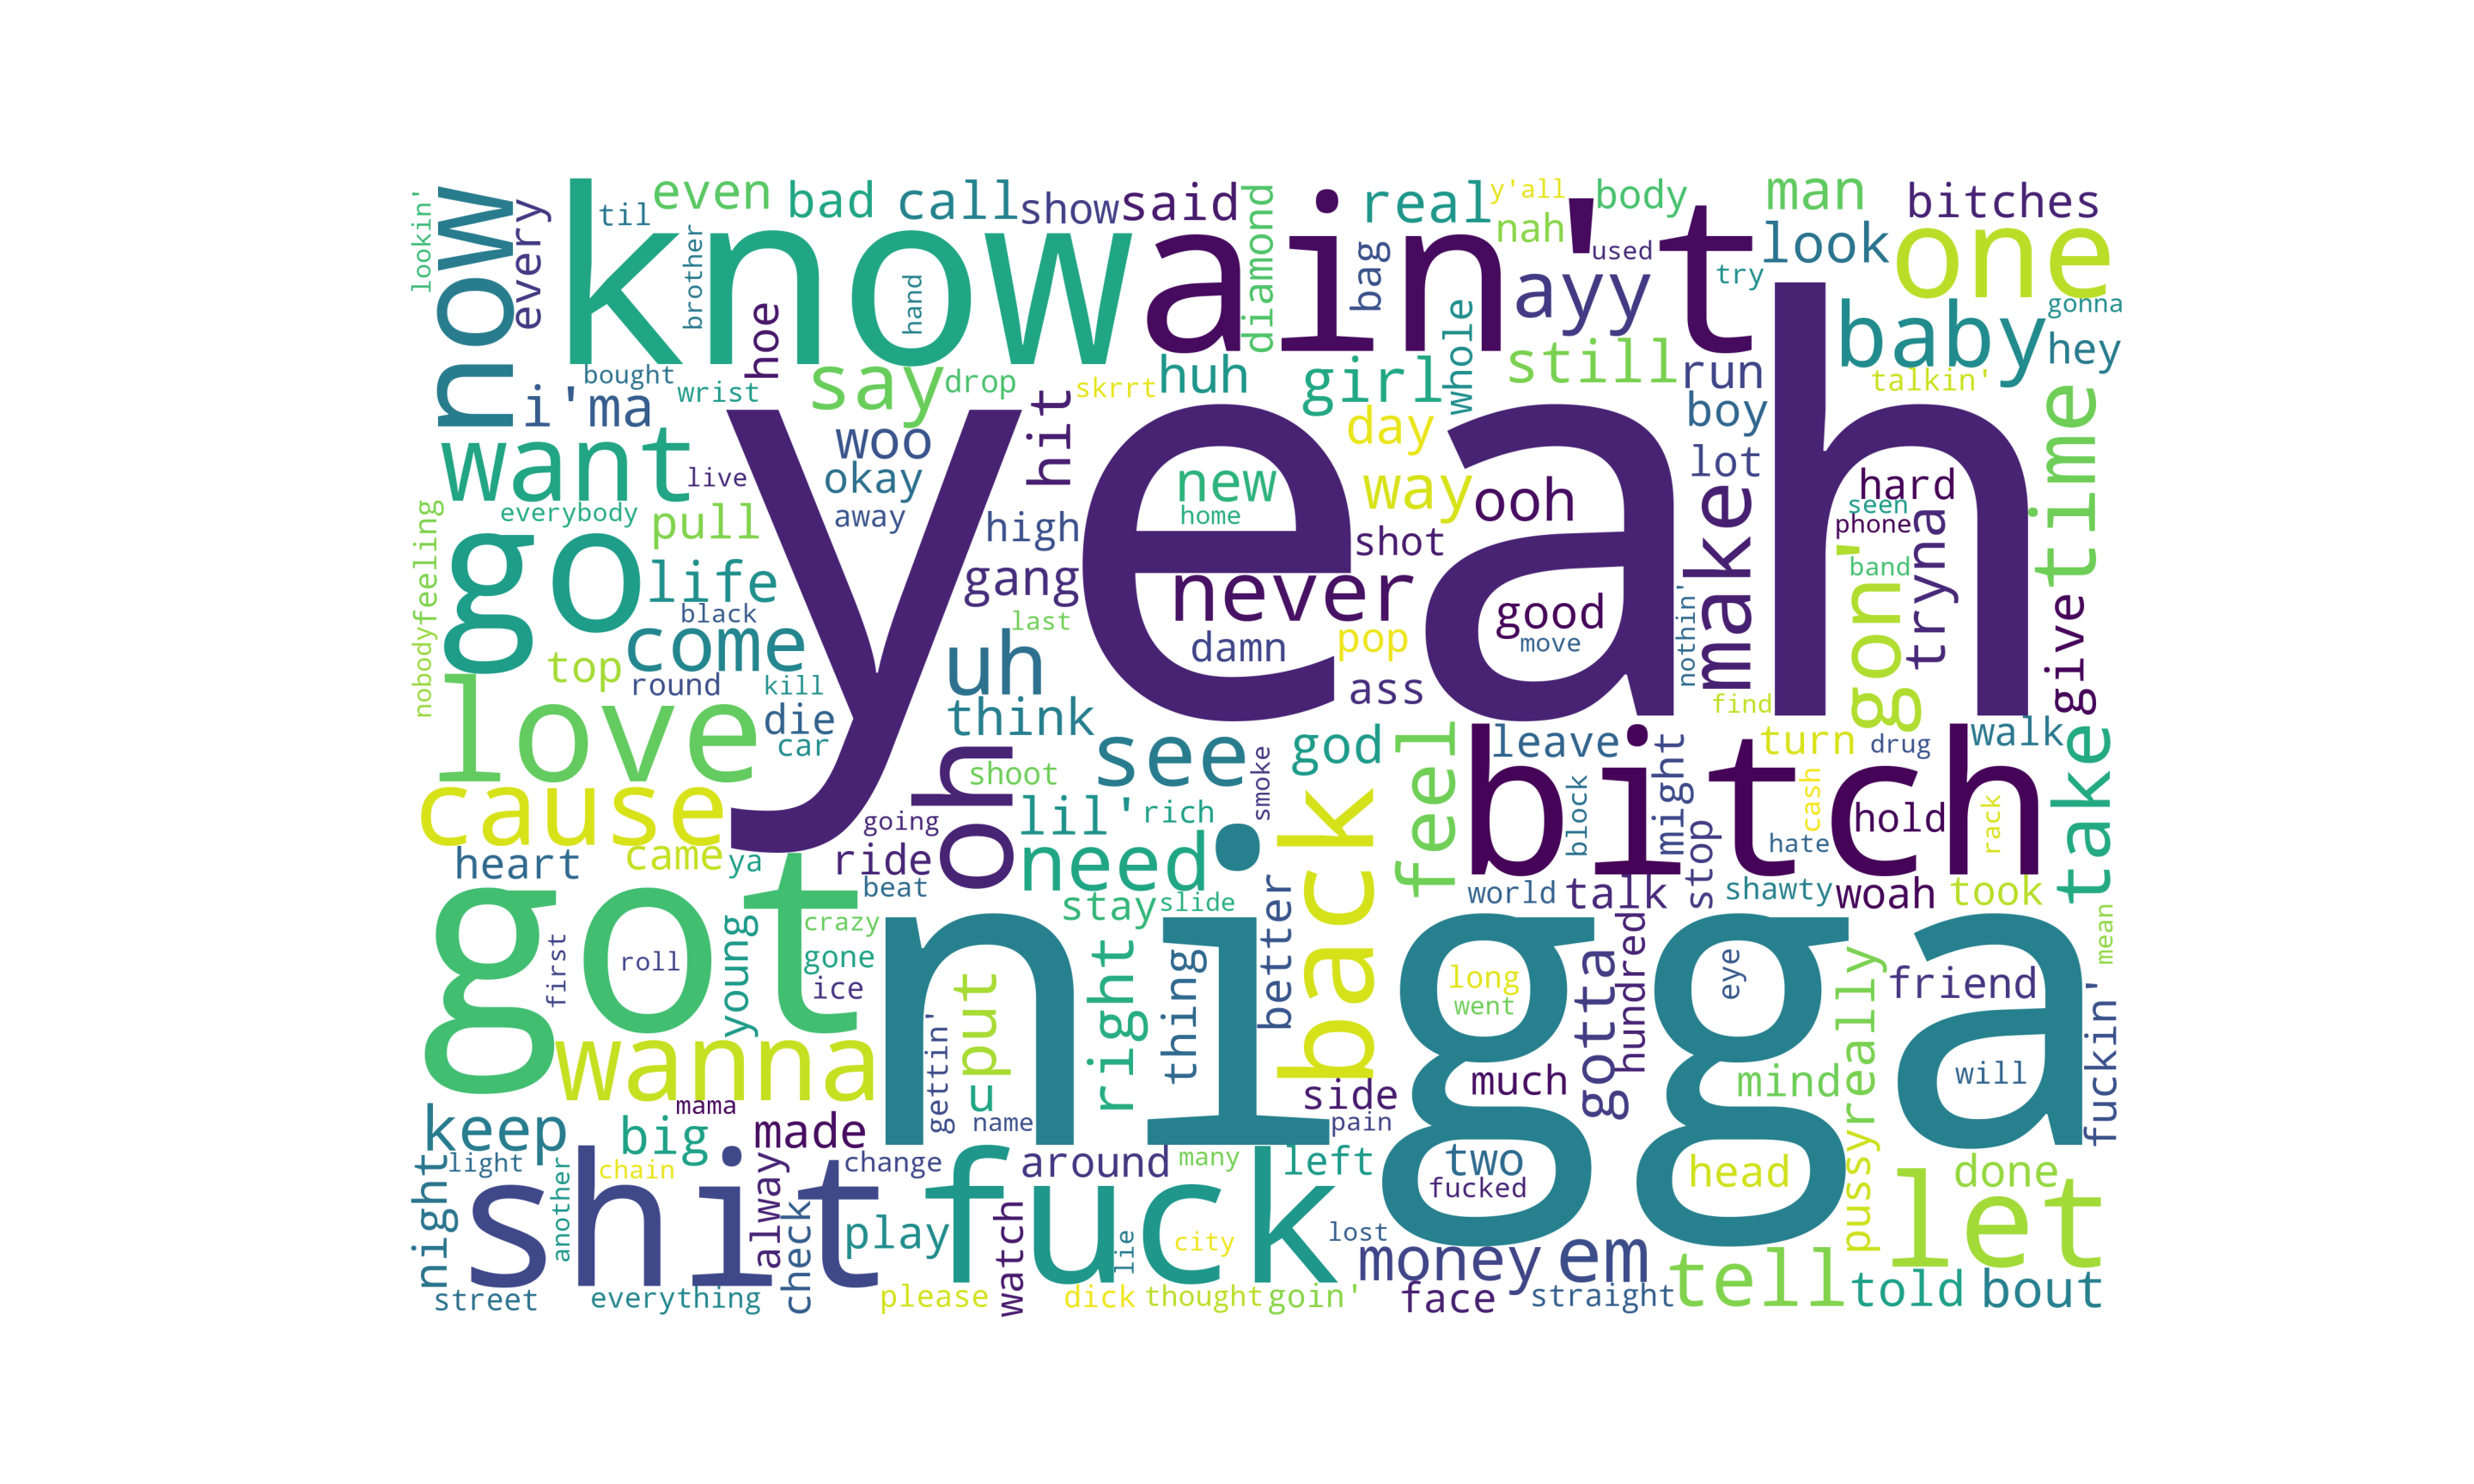 lookin'
now
every
til
even
bad
call
show
said
diamond
real
y'all
body
man
bitches
know
brother
hand
hoe
ain't
bag
nah
used
ayy
look
try
one
baby
gonna
hey
i'ma
bought
wrist
say
drop
skrrt
huh
girl
whole
still
run
talkin'
boy
time
want
live
woo
okay
away
hit
day
new
home
way
ooh
lot
hard
seen
phone
everybody
pull
high
yeah
shot
make
gon'
band
tryna
feeling
nobody
go
life
black
gang
last
never
good
move
damn
pop
nothin'
give
come
top
round
kill
uh
ass
find
love
die
car
think
see
god
feel
leave
turn
drug
walk
take
oh
shoot
smoke
bitch
block
might
cash
hold
rack
cause
going
lil'
rich
back
hate
heart
came
ya
ride
need
stop
beat
stay
slide
better
world
talk
shawty
woah
took
got
roll
first
young
crazy
gone
ice
nigga
put
right
thing
long
went
gotta
hundred
eye
really
friend
mean
fuckin'
wanna
gettin'
u
name
side
pain
much
mind
will
keep
mama
big
made
light
night
another
chain
shit
alway
check
change
play
fuck
around
many
left
two
fucked
head
pussy
done
let
watch
lie
city
lost
money
em
tell
told
bout
street
everything
please
dick
thought
goin'
face
straight